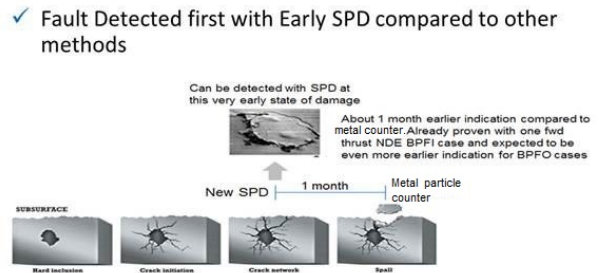 ✓ Fault Detected first with Early SPD compared to other
methods
Can be detected with SPD at
this very early state of damage
About 1 month earlier indication compared to
metal counter.Already proven with one fwd
thrust NDE BPFI case and expected to be
even more earlier indication for BPFO cases
New SPD
1 month
Metal particle
counter
SUBSURFACE
Hard inclusion
Crack initiation
Crack network
Spall